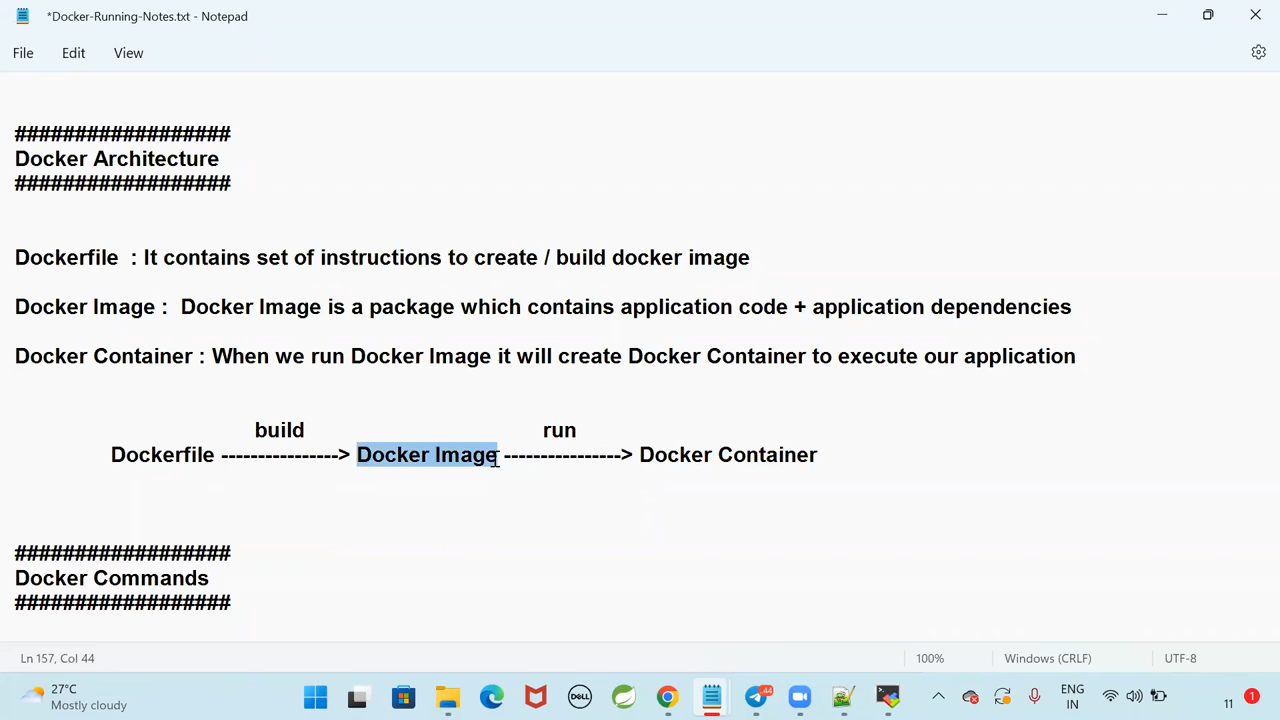 *Docker-Running-Notes.txt - Notepad
File Edit View
##################
Docker Architecture
##################
Dockerfile : It contains set of instructions to create / build docker image
Docker Image : Docker Image is a package which contains application code + application dependencies
Docker Container : When we run Docker Image it will create Docker Container to execute our application
build run
Dockerfile ----------------> Docker Image ----------------> Docker Container
##################
Docker Commands
##################
Ln 157, Col 44 100% Windows (CRLF) UTF-8
27°C
Mostly cloudy
DELL
44
ENG
IN
11
1